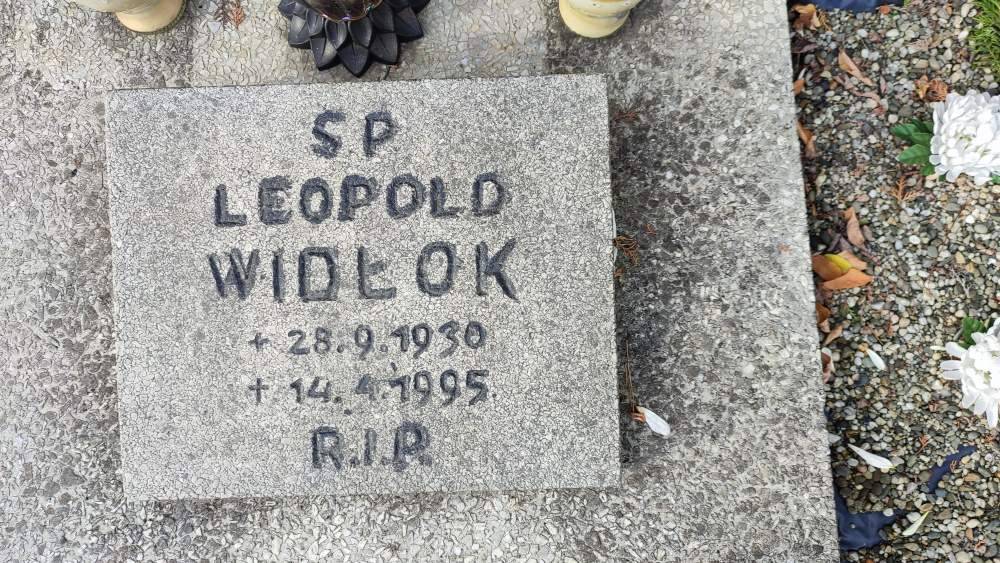 SP
LEOPOLD
WIDŁOK
+ 28.9.1930
+ 14.4.1995.
R.I.P.